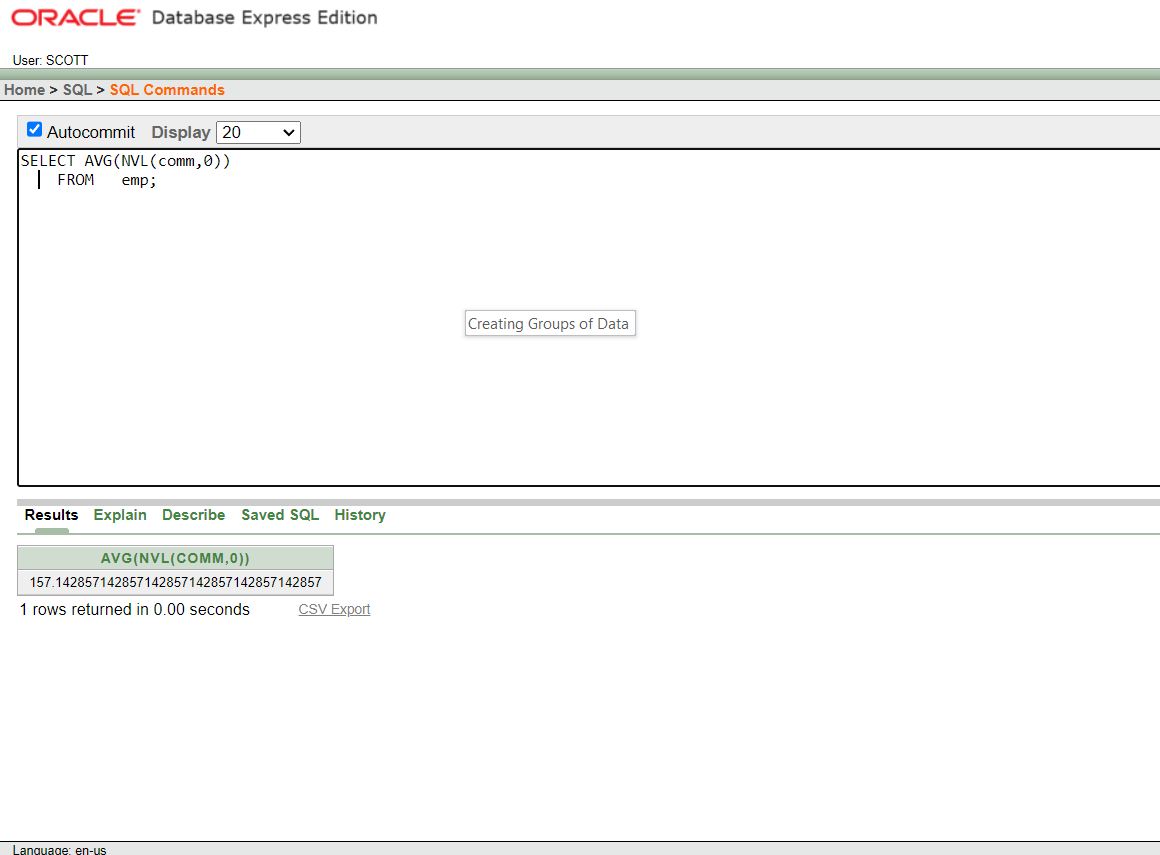 ORACLE® Database Express Edition
User: SCOTT
Home > SQL > SQL Commands
Autocommit Display 20
SELECT AVG(NVL(comm,0))
FROM emp;
Creating Groups of Data
Results Explain Describe Saved SQL History
AVG(NVL(COMM,0))
157.142857142857142857142857142857142857
1 rows returned in 0.00 seconds CSV Export
Language: en-us